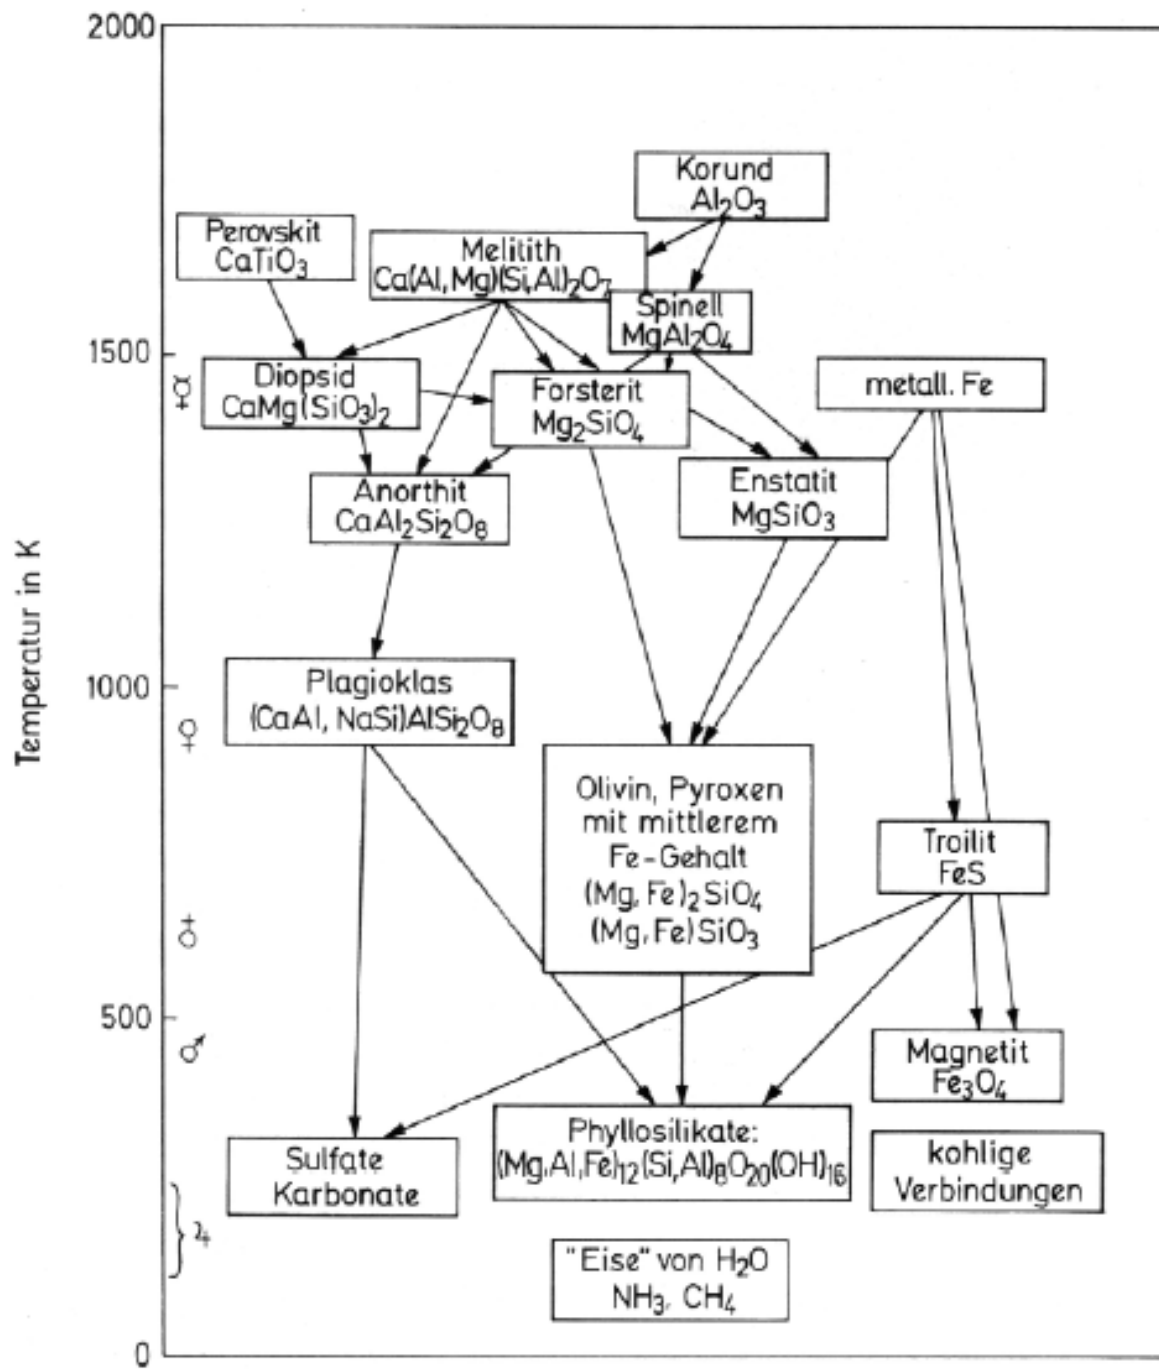 2000
Korund
Al₂O₃
Perovskit
CaTiO₃
Melilith
Ca(Al,Mg)(Si,Al)₂O₇
Spinell
MgAl₂O₄
1500
☿
Diopsid
CaMg(SiO₃)₂
Forsterit
Mg₂SiO₄
metall. Fe
Anorthit
CaAl₂Si₂O₈
Enstatit
MgSiO₃
Temperatur in K
1000
Plagioklas
(CaAl, NaSi)AlSi₂O₈
♀
Olivin, Pyroxen
mit mittlerem
Fe-Gehalt
(Mg,Fe)₂SiO₄
(Mg,Fe)SiO₃
Troilit
FeS
♁
500
♂
Magnetit
Fe₃O₄
Sulfate
Karbonate
Phyllosilikate:
(Mg,Al,Fe)₁₂(Si,Al)₈O₂₀(OH)₁₆
kohlige
Verbindungen
♃
"Eise" von H₂O
NH₃, CH₄
0